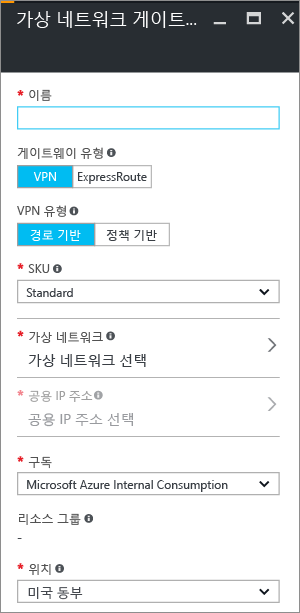 가상 네트워크 게이트...
* 이름
게이트웨이 유형
VPN ExpressRoute
VPN 유형
경로 기반 정책 기반
* SKU
Standard
* 가상 네트워크
가상 네트워크 선택
* 공용 IP 주소
공용 IP 주소 선택
* 구독
Microsoft Azure Internal Consumption
리소스 그룹
-
* 위치
미국 동부